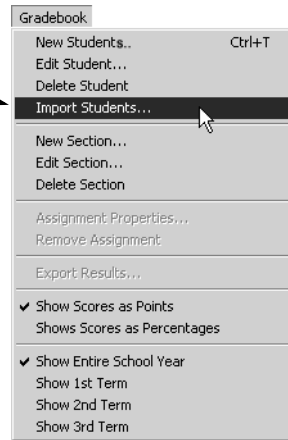 Gradebook
New Students.. Ctrl+T
Edit Student...
Delete Student
Import Students...
New Section...
Edit Section...
Delete Section
Assignment Properties...
Remove Assignment
Export Results...
Show Scores as Points
Shows Scores as Percentages
Show Entire School Year
Show 1st Term
Show 2nd Term
Show 3rd Term